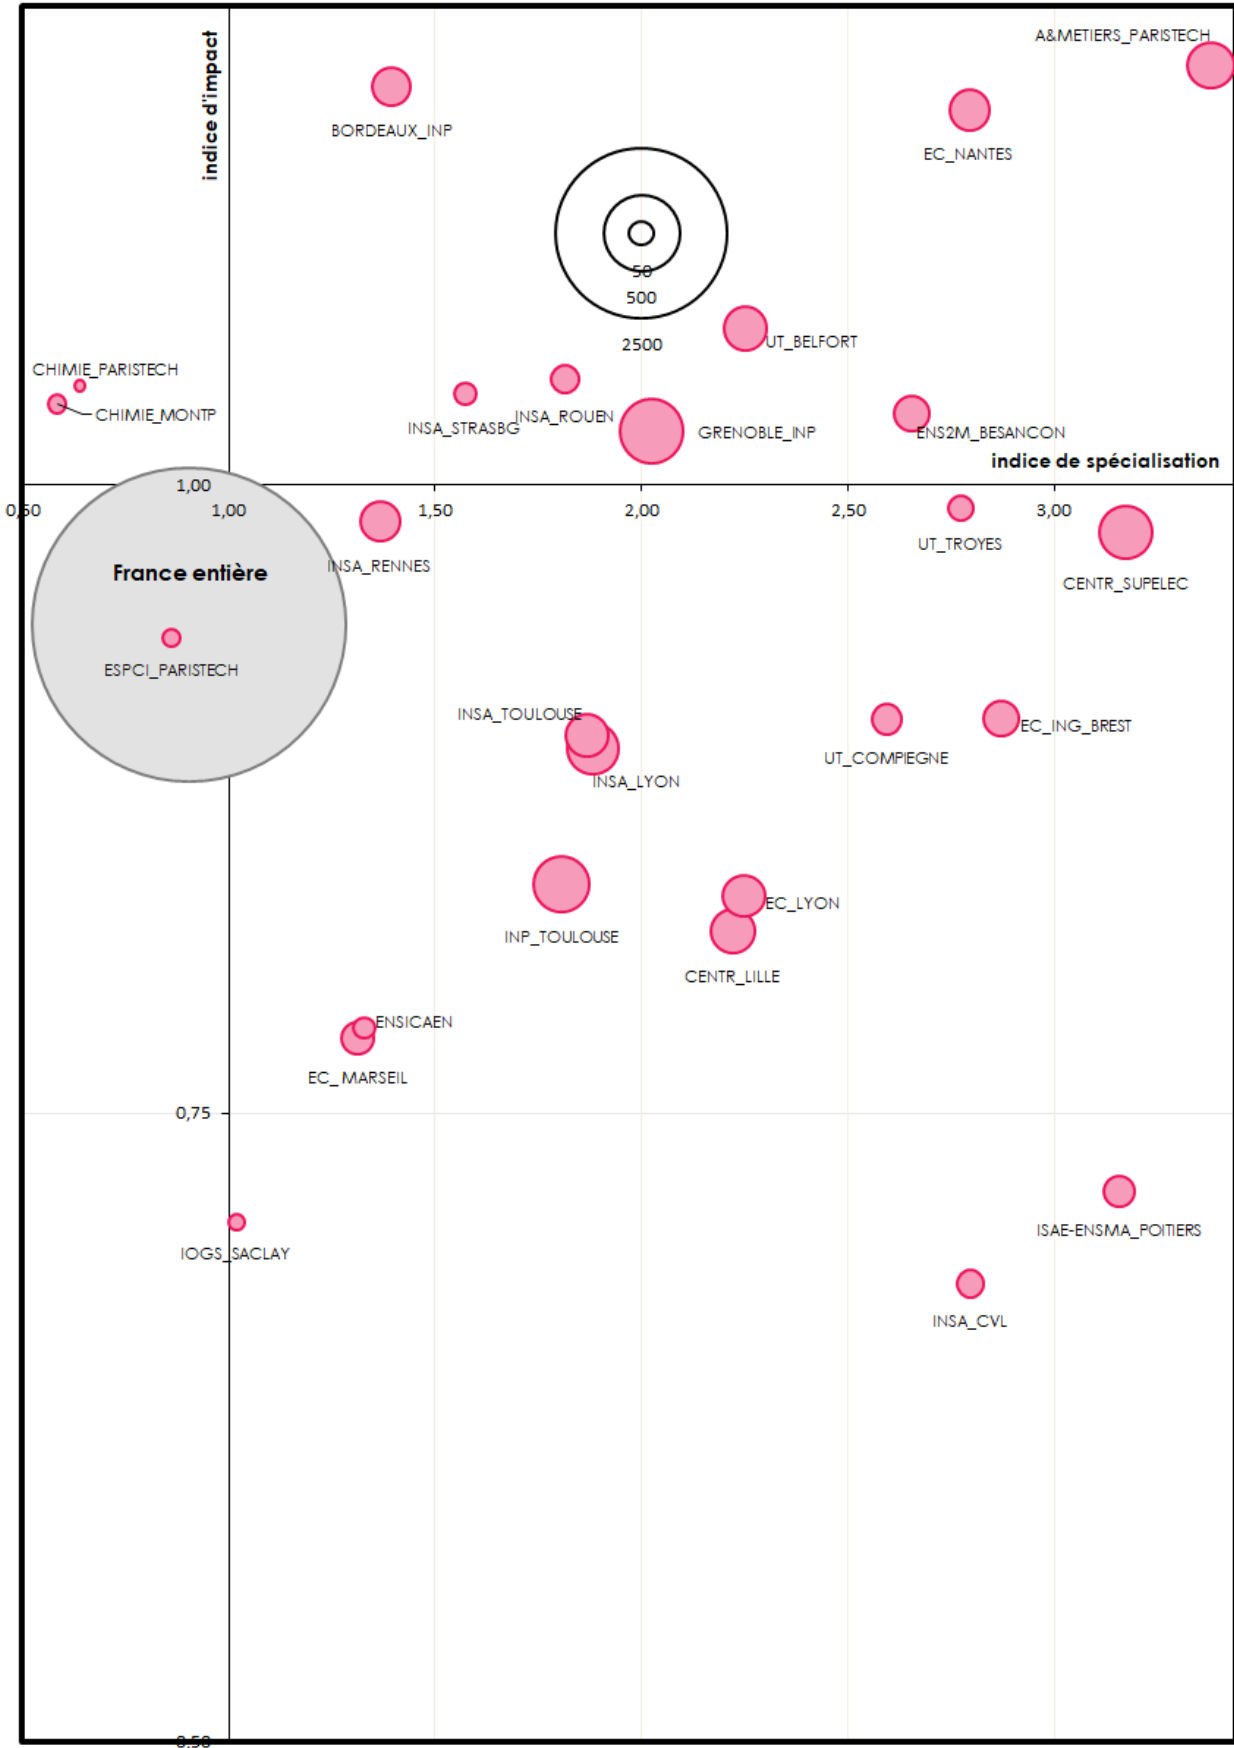 A&METIERS_PARISTECH
indice d'impact
BORDEAUX_INP
EC_NANTES
50
500
2500
UT_BELFORT
CHIMIE_PARISTECH
CHIMIE_MONTP
INSA_STRASBG
INSA_ROUEN
GRENOBLE_INP
ENS2M_BESANCON
indice de spécialisation
1,00
0,50
1,00
1,50
2,00
2,50
3,00
UT_TROYES
INSA_RENNES
France entière
CENTR_SUPELEC
ESPCI_PARISTECH
INSA_TOULOUSE
EC_ING_BREST
UT_COMPIEGNE
INSA_LYON
EC_LYON
INP_TOULOUSE
CENTR_LILLE
ENSICAEN
EC_MARSEIL
0,75
ISAE-ENSMA_POITIERS
IOGS_SACLAY
INSA_CVL
0,50